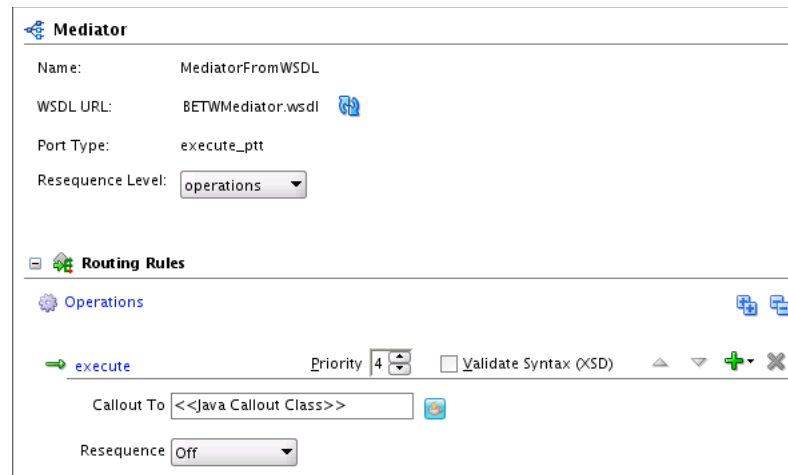 Mediator
Name: MediatorFromWSDL
WSDL URL: BETWMediator.wsdl
Port Type: execute_ptt
Resequence Level: operations
Routing Rules
Operations
execute Priority 4 Validate Syntax (XSD)
Callout To <<Java Callout Class>>
Resequence Off